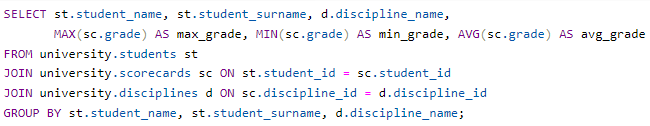 SELECT st.student_name, st.student_surname, d.discipline_name,
MAX(sc.grade) AS max_grade, MIN(sc.grade) AS min_grade, AVG(sc.grade) AS avg_grade
FROM university.students st
JOIN university.scorecards sc ON st.student_id = sc.student_id
JOIN university.disciplines d ON sc.discipline_id = d.discipline_id
GROUP BY st.student_name, st.student_surname, d.discipline_name;